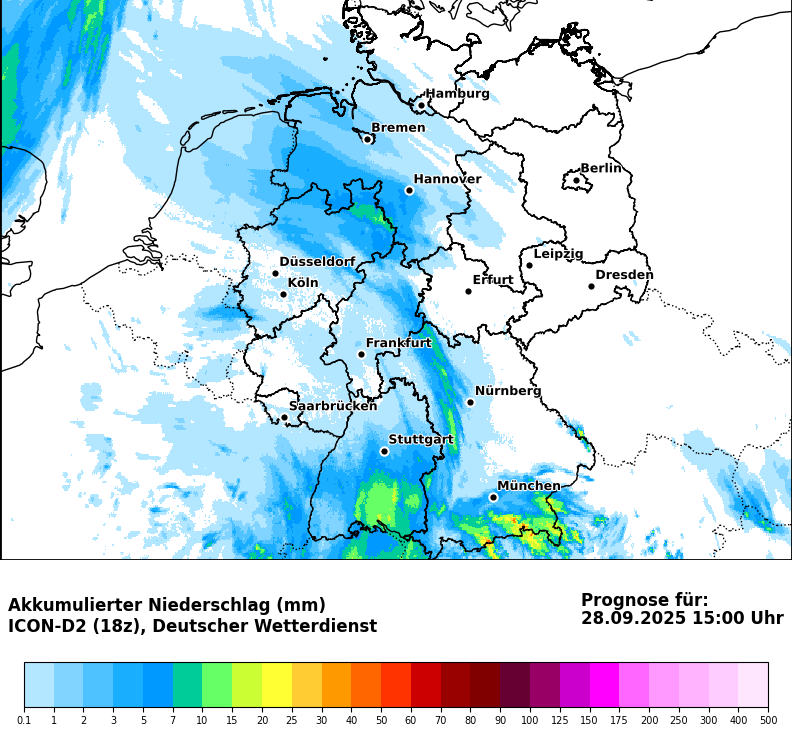 Hamburg
Bremen
Berlin
Hannover
Leipzig
Düsseldorf
Dresden
Köln
Erfurt
Frankfurt
Nürnberg
Saarbrücken
Stuttgart
München
Akkumulierter Niederschlag (mm)
ICON-D2 (18z), Deutscher Wetterdienst
Prognose für:
28.09.2025 15:00 Uhr
0.1 1 2 3 5 7 10 15 20 25 30 40 50 60 70 80 90 100 125 150 175 200 250 300 400 500